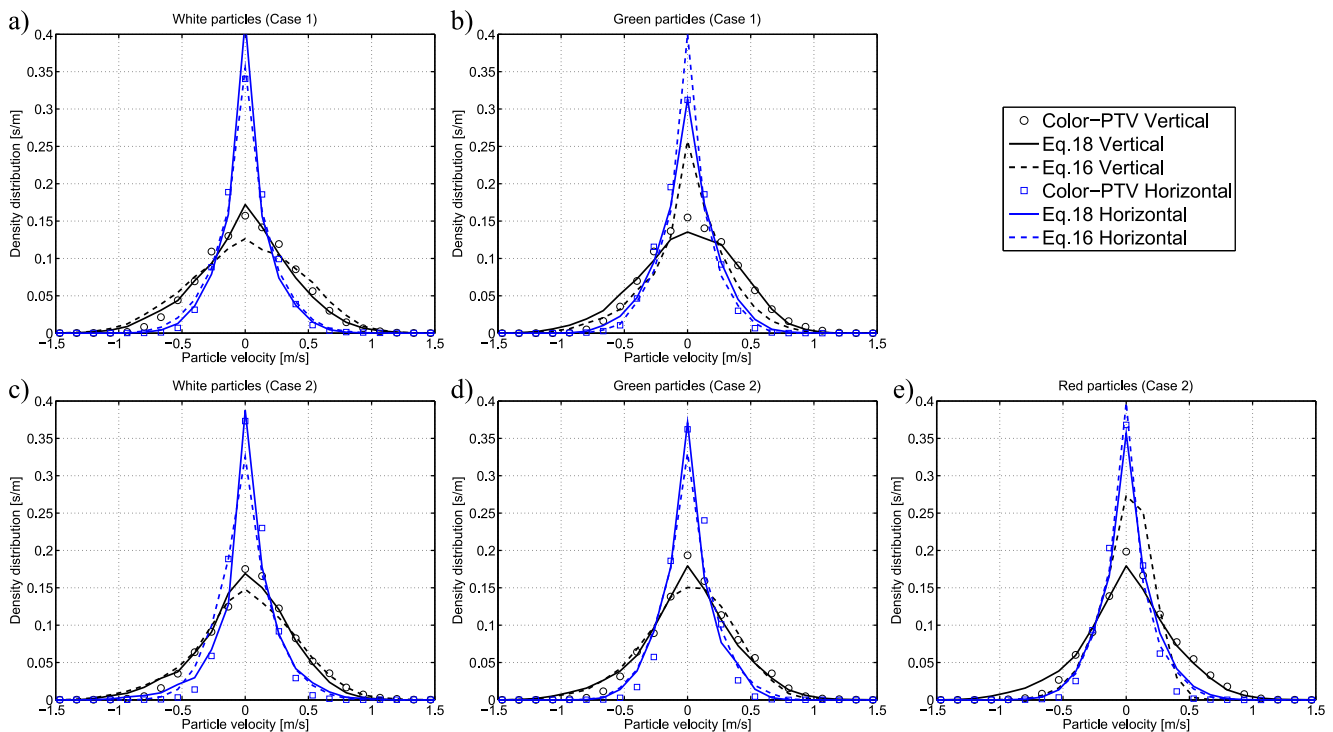 a)
White particles (Case 1)
0.4
0.35
0.3
0.25
0.2
0.15
0.1
0.05
0
Density distribution [s/m]
−1.5 −1 −0.5 0 0.5 1 1.5
Particle velocity [m/s]
b)
Green particles (Case 1)
0.4
0.35
0.3
0.25
0.2
0.15
0.1
0.05
0
Density distribution [s/m]
−1.5 −1 −0.5 0 0.5 1 1.5
Particle velocity [m/s]
Color−PTV Vertical
Eq.18 Vertical
Eq.16 Vertical
Color−PTV Horizontal
Eq.18 Horizontal
Eq.16 Horizontal
c)
White particles (Case 2)
0.4
0.35
0.3
0.25
0.2
0.15
0.1
0.05
0
Density distribution [s/m]
−1.5 −1 −0.5 0 0.5 1 1.5
Particle velocity [m/s]
d)
Green particles (Case 2)
0.4
0.35
0.3
0.25
0.2
0.15
0.1
0.05
0
Density distribution [s/m]
−1.5 −1 −0.5 0 0.5 1 1.5
Particle velocity [m/s]
e)
Red particles (Case 2)
0.4
0.35
0.3
0.25
0.2
0.15
0.1
0.05
0
Density distribution [s/m]
−1.5 −1 −0.5 0 0.5 1 1.5
Particle velocity [m/s]